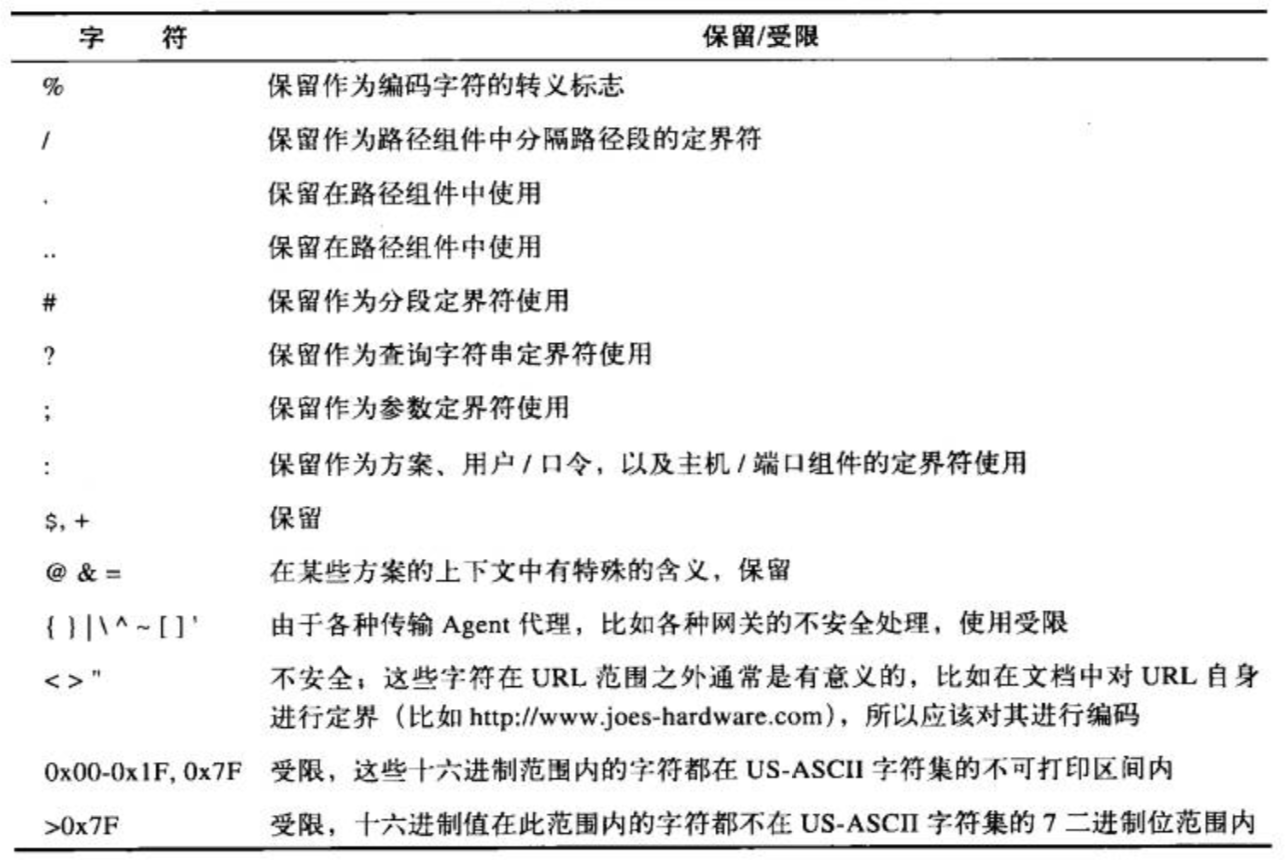 字 符 保留/受限
% 保留作为编码字符的转义标志
/ 保留作为路径组件中分隔路径段的定界符
. 保留在路径组件中使用
.. 保留在路径组件中使用
# 保留作为分段定界符使用
? 保留作为查询字符串定界符使用
; 保留作为参数定界符使用
: 保留作为方案、用户 / 口令，以及主机 / 端口组件的定界符使用
$, + 保留
@ & = 在某些方案的上下文中有特殊的含义，保留
{ } | \ ^ ~ [ ] ' 由于各种传输 Agent 代理，比如各种网关的不安全处理，使用受限
< > " 不安全；这些字符在 URL 范围之外通常是有意义的，比如在文档中对 URL 自身
进行定界（比如 http://www.joes-hardware.com），所以应该对其进行编码
0x00-0x1F, 0x7F 受限，这些十六进制范围内的字符都在 US-ASCII 字符集的不可打印区间内
>0x7F 受限，十六进制值在此范围内的字符都不在 US-ASCII 字符集的 7 二进制位范围内